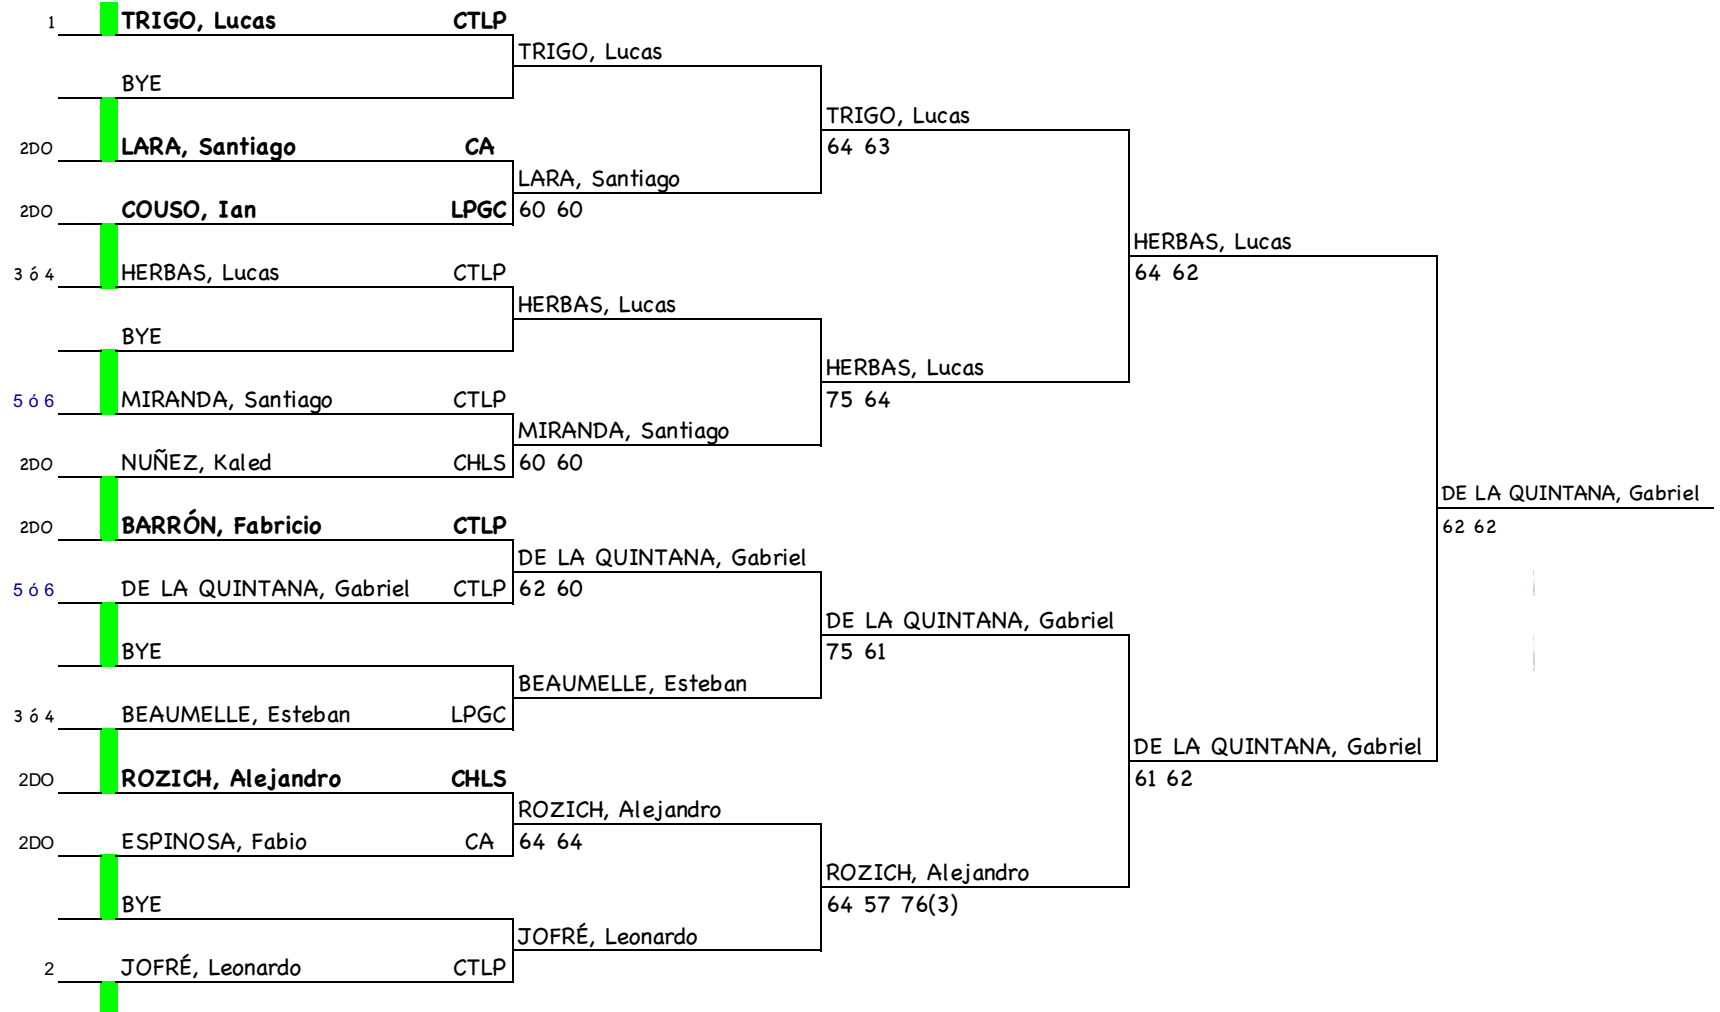 1 TRIGO, Lucas CTLP
TRIGO, Lucas
BYE
TRIGO, Lucas
2DO LARA, Santiago CA
64 63
LARA, Santiago
2DO COUSO, Ian LPGC 60 60
HERBAS, Lucas
3 ó 4 HERBAS, Lucas CTLP
64 62
HERBAS, Lucas
BYE
HERBAS, Lucas
5 ó 6 MIRANDA, Santiago CTLP
75 64
MIRANDA, Santiago
2DO NUÑEZ, Kaled CHLS 60 60
DE LA QUINTANA, Gabriel
2DO BARRÓN, Fabricio CTLP
62 62
DE LA QUINTANA, Gabriel
5 ó 6 DE LA QUINTANA, Gabriel CTLP 62 60
DE LA QUINTANA, Gabriel
BYE
75 61
BEAUMELLE, Esteban
3 ó 4 BEAUMELLE, Esteban LPGC
DE LA QUINTANA, Gabriel
2DO ROZICH, Alejandro CHLS
61 62
ROZICH, Alejandro
2DO ESPINOSA, Fabio CA 64 64
ROZICH, Alejandro
BYE
64 57 76(3)
JOFRÉ, Leonardo
2 JOFRÉ, Leonardo CTLP